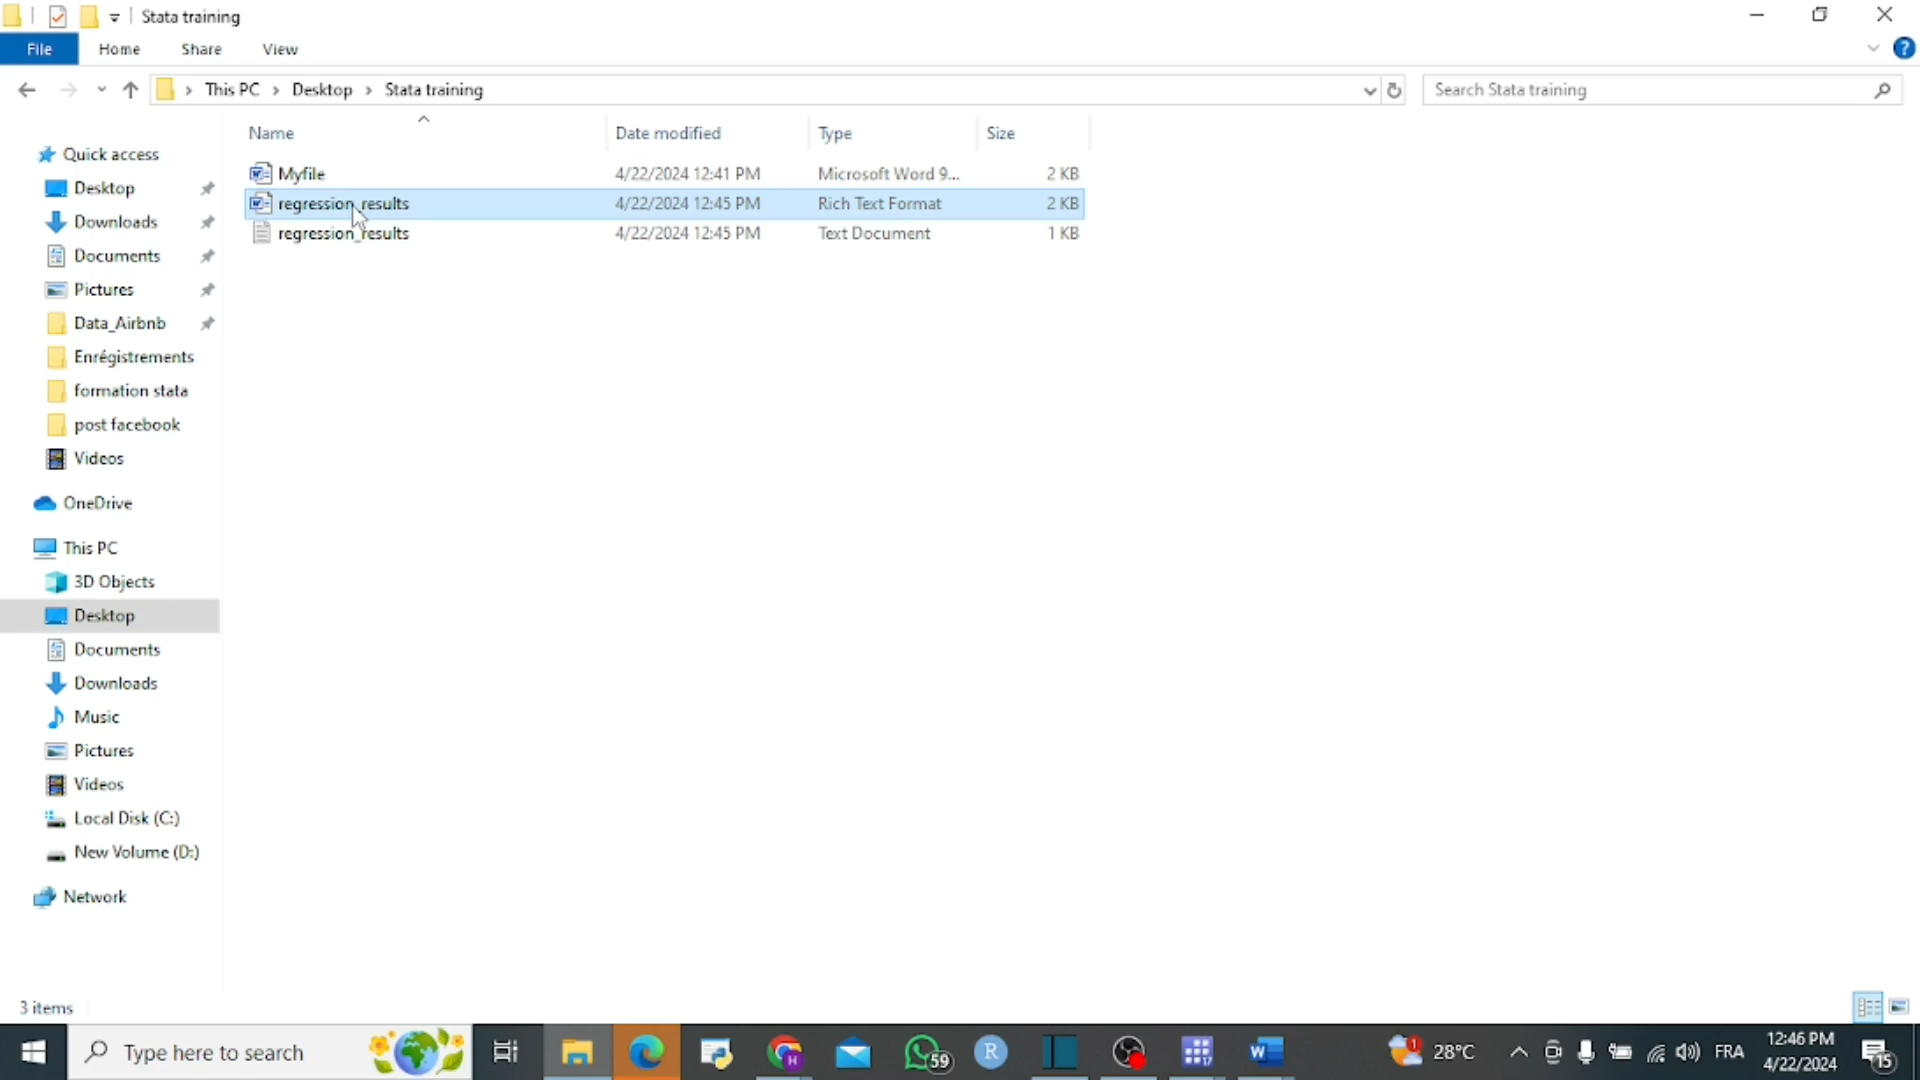 Stata training
File Home Share View
This PC > Desktop > Stata training
Search Stata training
Name Date modified Type Size
Quick access
Myfile 4/22/2024 12:41 PM Microsoft Word 9... 2 KB
Desktop
regression_results 4/22/2024 12:45 PM Rich Text Format 2 KB
Downloads
regression_results 4/22/2024 12:45 PM Text Document 1 KB
Documents
Pictures
Data_Airbnb
Enrégistrements
formation stata
post facebook
Videos
OneDrive
This PC
3D Objects
Desktop
Documents
Downloads
Music
Pictures
Videos
Local Disk (C:)
New Volume (D:)
Network
3 items
Type here to search
59
R
17
W
1
28°C
FRA
12:46 PM
4/22/2024
15